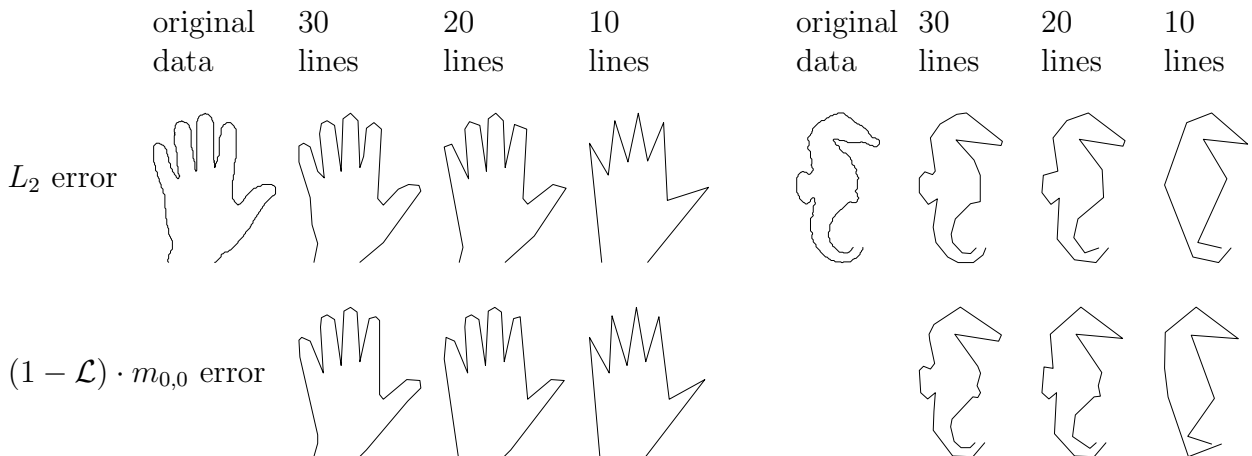 original 30 20 10 original 30 20 10
data lines lines lines data lines lines lines
L₂ error
(1 − 𝓛) · m₀,₀ error